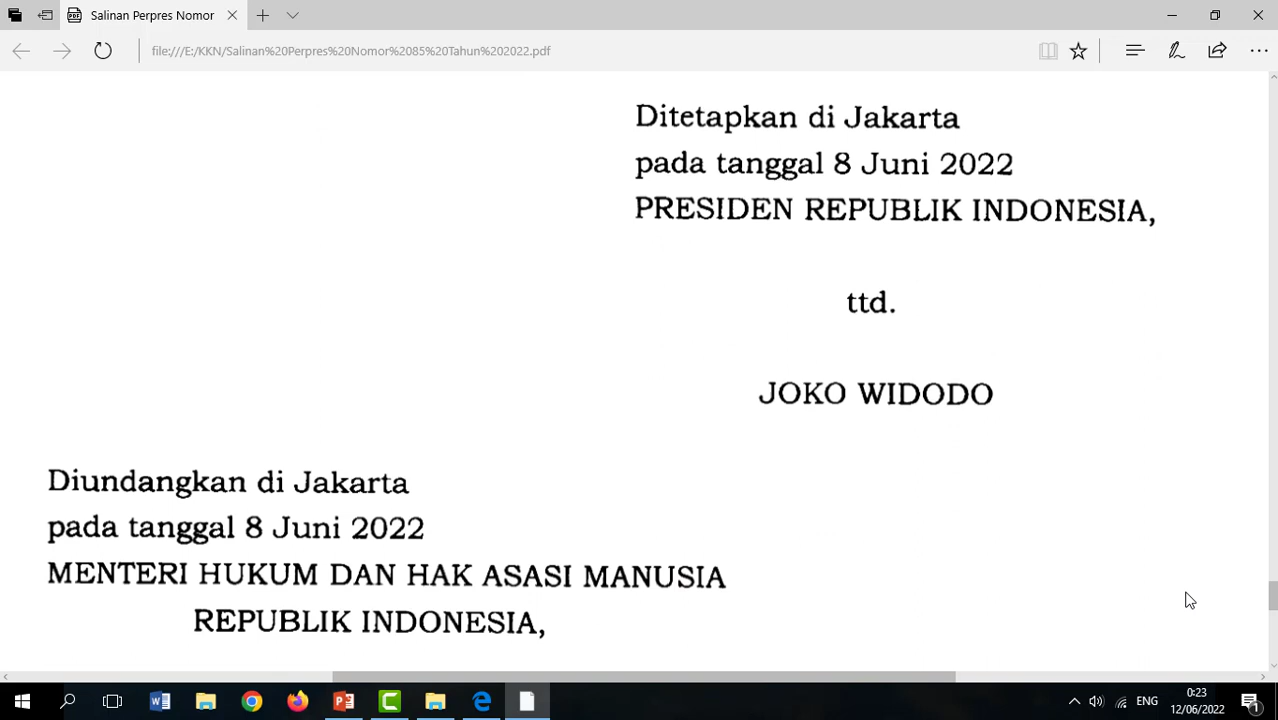 Salinan Perpres Nomor
file:///E:/KKN/Salinan%20Perpres%20Nomor%2085%20Tahun%202022.pdf
Ditetapkan di Jakarta
pada tanggal 8 Juni 2022
PRESIDEN REPUBLIK INDONESIA,
ttd.
JOKO WIDODO
Diundangkan di Jakarta
pada tanggal 8 Juni 2022
MENTERI HUKUM DAN HAK ASASI MANUSIA
REPUBLIK INDONESIA,
ENG
0:23
12/06/2022